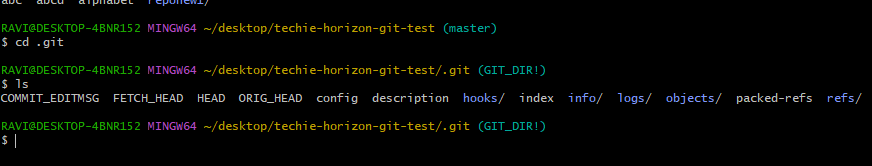 abc abcd alphabet reponew1/
RAVI@DESKTOP-4BNR152 MINGW64 ~/desktop/techie-horizon-git-test (master)
$ cd .git
RAVI@DESKTOP-4BNR152 MINGW64 ~/desktop/techie-horizon-git-test/.git (GIT_DIR!)
$ ls
COMMIT_EDITMSG FETCH_HEAD HEAD ORIG_HEAD config description hooks/ index info/ logs/ objects/ packed-refs refs/
RAVI@DESKTOP-4BNR152 MINGW64 ~/desktop/techie-horizon-git-test/.git (GIT_DIR!)
$